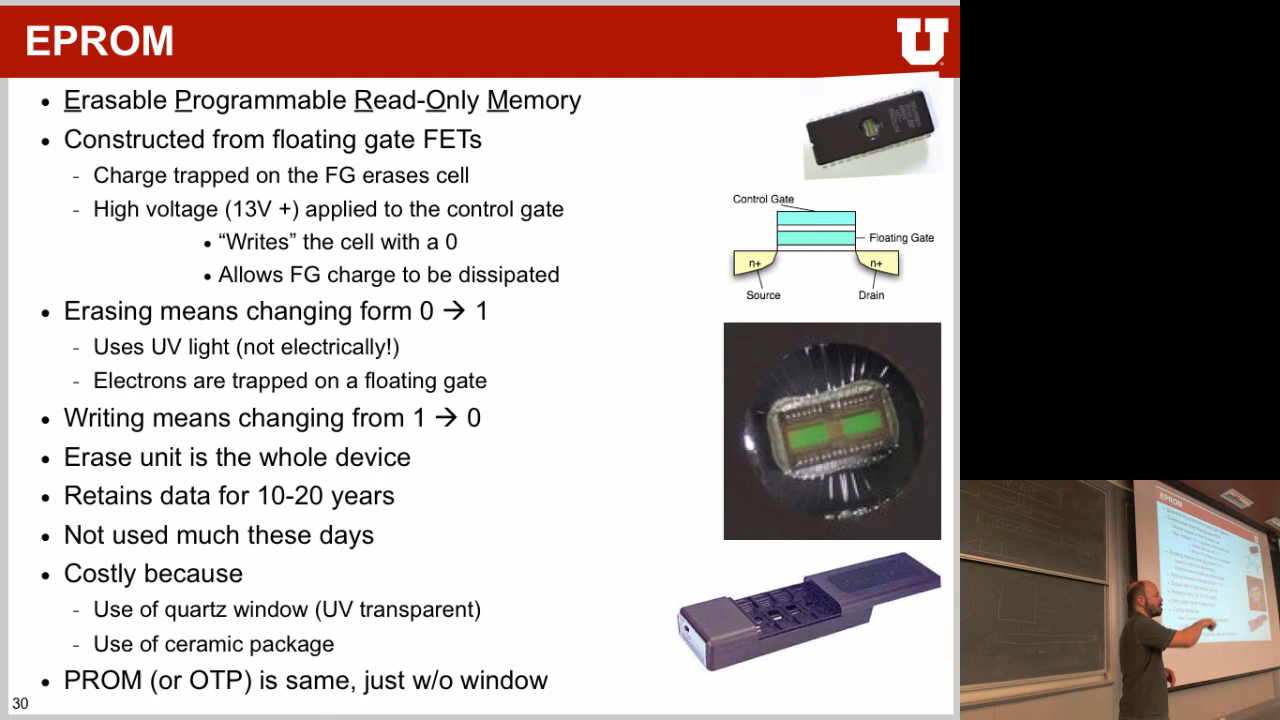 EPROM
U
• Erasable Programmable Read-Only Memory
• Constructed from floating gate FETs
- Charge trapped on the FG erases cell
- High voltage (13V +) applied to the control gate
• “Writes” the cell with a 0
• Allows FG charge to be dissipated
• Erasing means changing form 0 → 1
- Uses UV light (not electrically!)
- Electrons are trapped on a floating gate
• Writing means changing from 1 → 0
• Erase unit is the whole device
• Retains data for 10-20 years
• Not used much these days
• Costly because
- Use of quartz window (UV transparent)
- Use of ceramic package
• PROM (or OTP) is same, just w/o window
30
Control Gate
Floating Gate
n+
n+
Source
Drain
EPROM